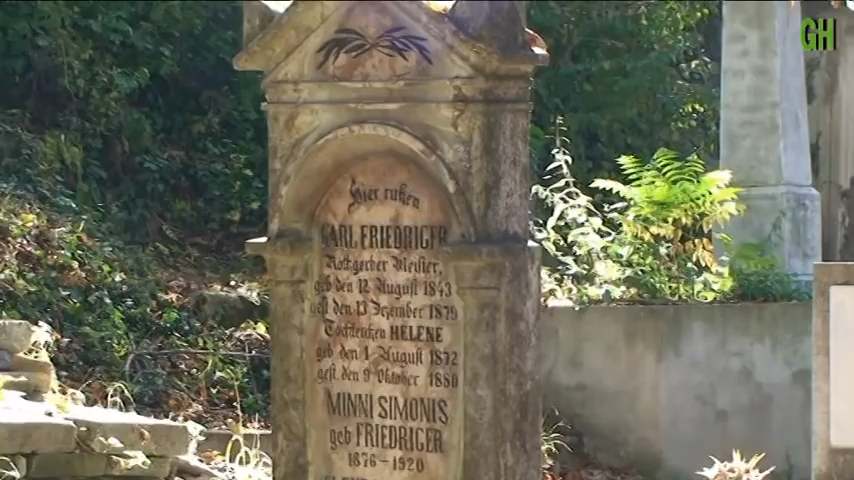 GH
Hier ruhen
KARL FRIEDRIGER
ROTHGERBER MEISTER
geb. DEN 12 AUGUST 1843
gest. DEN 13 DEZEMBER 1879
TÖCHTERCHEN HELENE
geb. DEN 1 AUGUST 1872
gest. DEN 9 OKTOBER 1880
MINNI SIMONIS
geb FRIEDRIGER
1876 – 1920